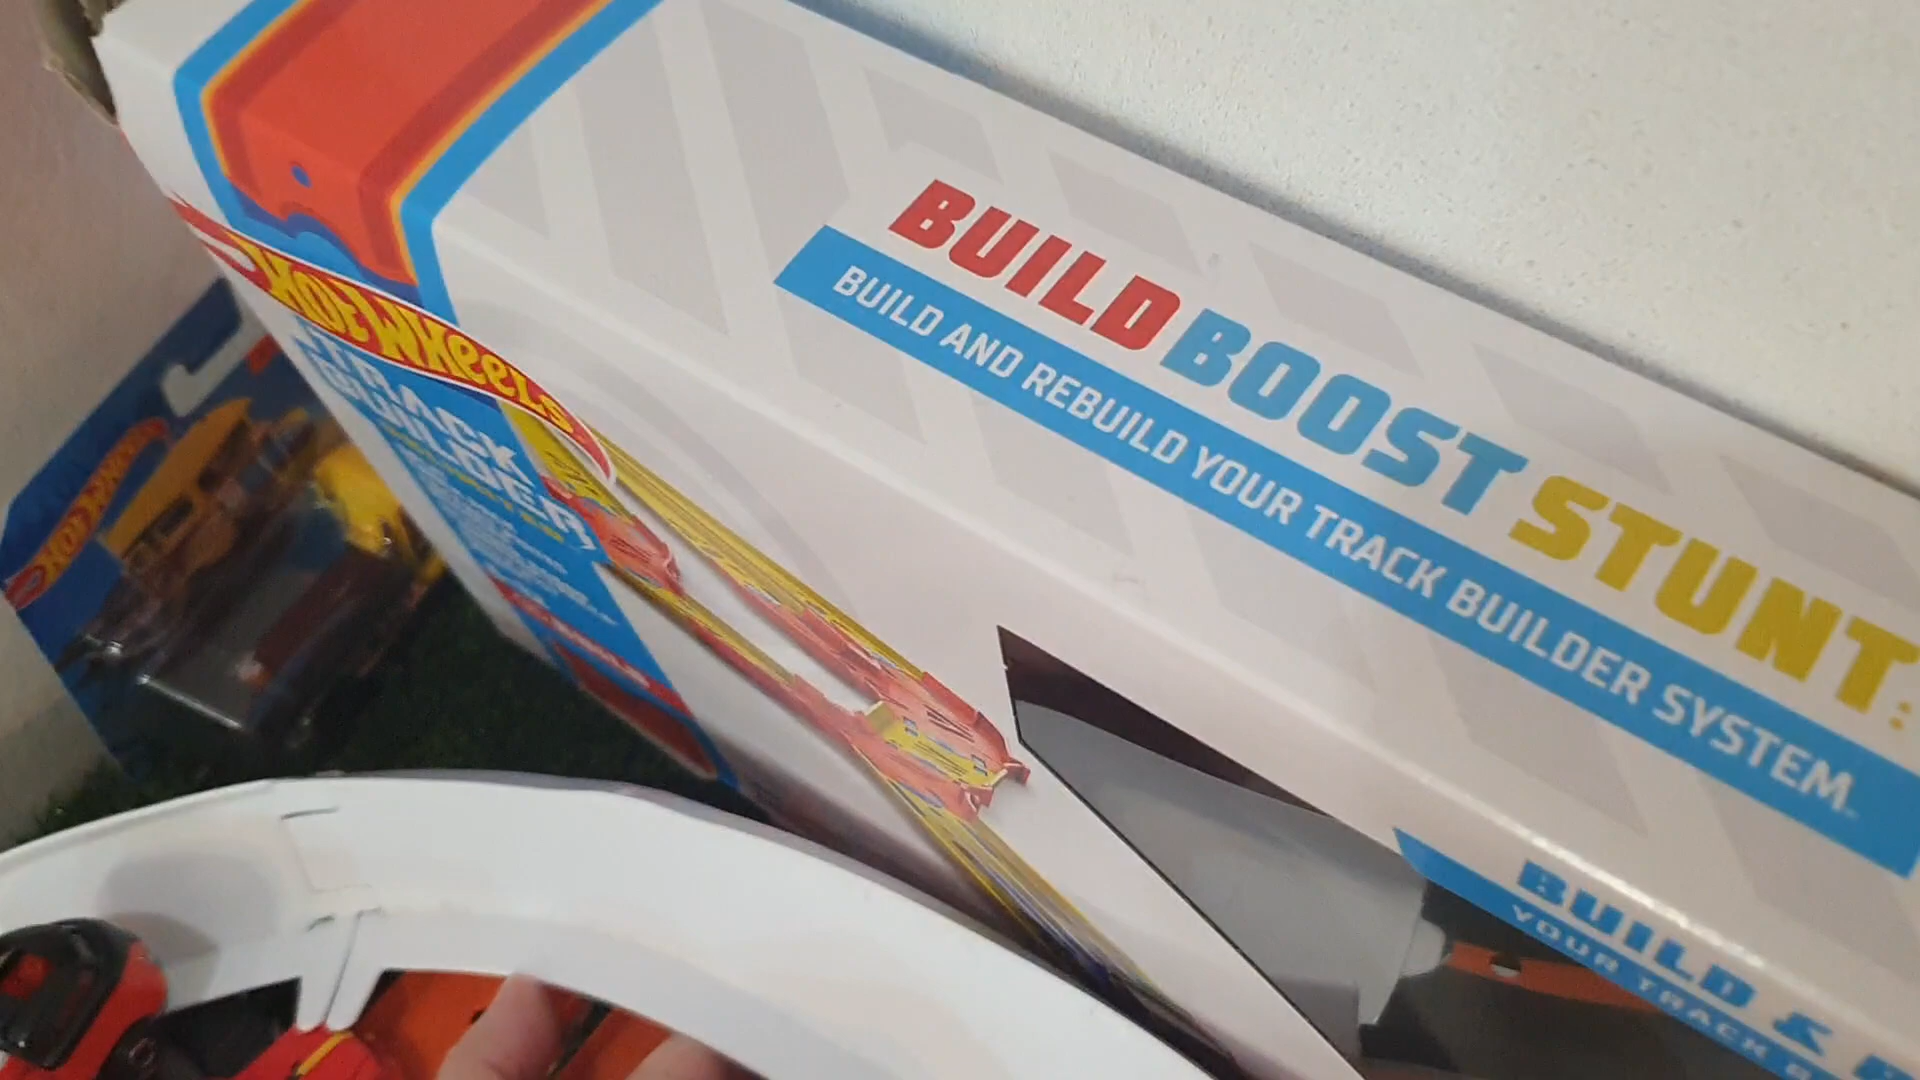 BUILD BOOST STUNT:
BUILD AND REBUILD YOUR TRACK BUILDER SYSTEM
HOT WHEELS
TRACK
BUILDER
HOT WHEELS
BUILD &
YOUR TRACK